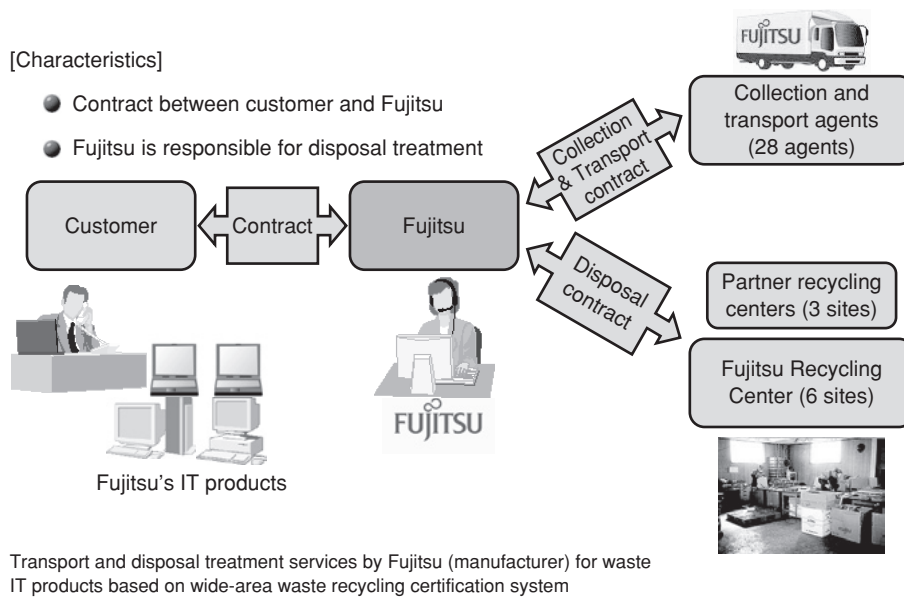 FUJITSU
[Characteristics]
Contract between customer and Fujitsu
Fujitsu is responsible for disposal treatment
Collection
& Transport
contract
Collection and
transport agents
(28 agents)
Customer
Contract
Fujitsu
Disposal
contract
Partner recycling
centers (3 sites)
Fujitsu Recycling
Center (6 sites)
FUJITSU
Fujitsu's IT products
Transport and disposal treatment services by Fujitsu (manufacturer) for waste
IT products based on wide-area waste recycling certification system